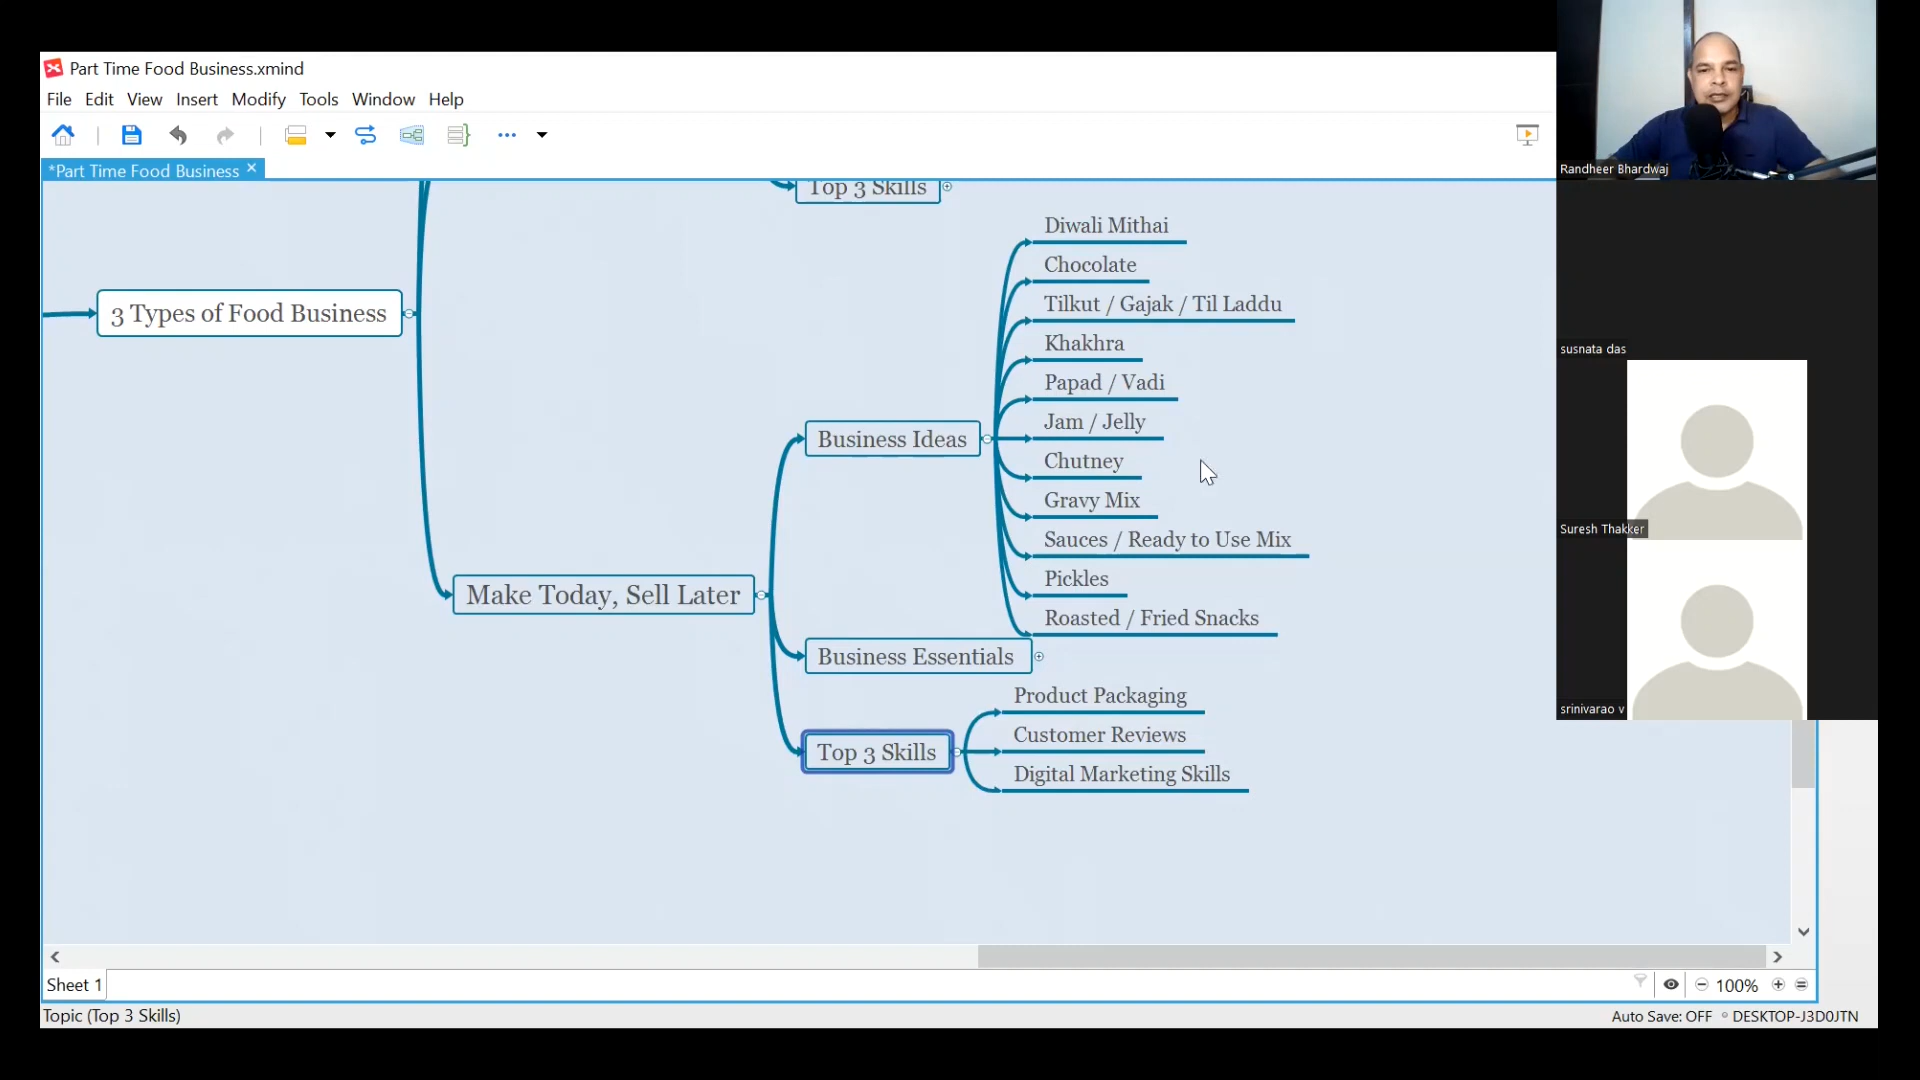 Part Time Food Business.xmind
File Edit View Insert Modify Tools Window Help
*Part Time Food Business
Top 3 Skills
3 Types of Food Business
Make Today, Sell Later
Business Ideas
Diwali Mithai
Chocolate
Tilkut / Gajak / Til Laddu
Khakhra
Papad / Vadi
Jam / Jelly
Chutney
Gravy Mix
Sauces / Ready to Use Mix
Pickles
Roasted / Fried Snacks
Business Essentials
Top 3 Skills
Product Packaging
Customer Reviews
Digital Marketing Skills
Randheer Bhardwaj
susnata das
Suresh Thakker
srinivarao v
Sheet 1
100%
Topic (Top 3 Skills)
Auto Save: OFF
DESKTOP-J3D0JTN